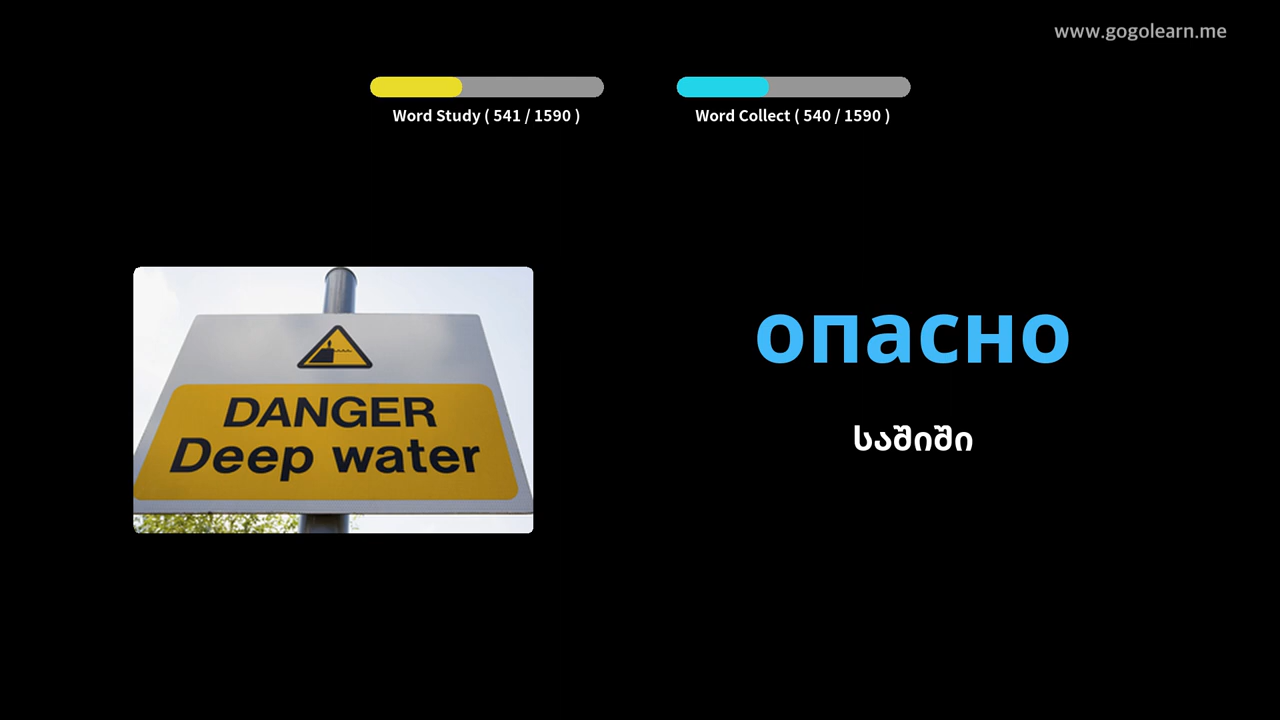 www.gogolearn.me
Word Study ( 541 / 1590 )
Word Collect ( 540 / 1590 )
DANGER
Deep water
опасно
საშიში